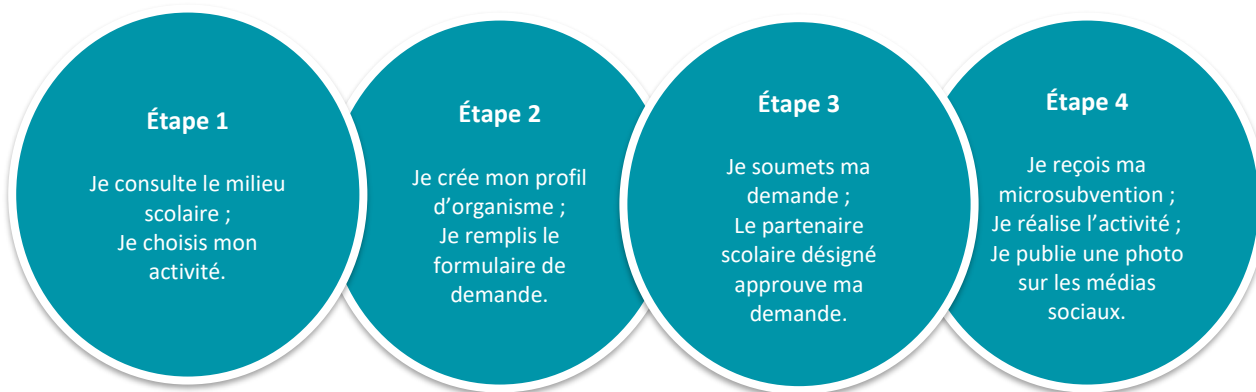 Étape 1
Je consulte le milieu
scolaire ;
Je choisis mon
activité.
Étape 2
Je crée mon profil
d’organisme ;
Je remplis le
formulaire de
demande.
Étape 3
Je soumets ma
demande ;
Le partenaire
scolaire désigné
approuve ma
demande.
Étape 4
Je reçois ma
microsubvention ;
Je réalise l’activité ;
Je publie une photo
sur les médias
sociaux.